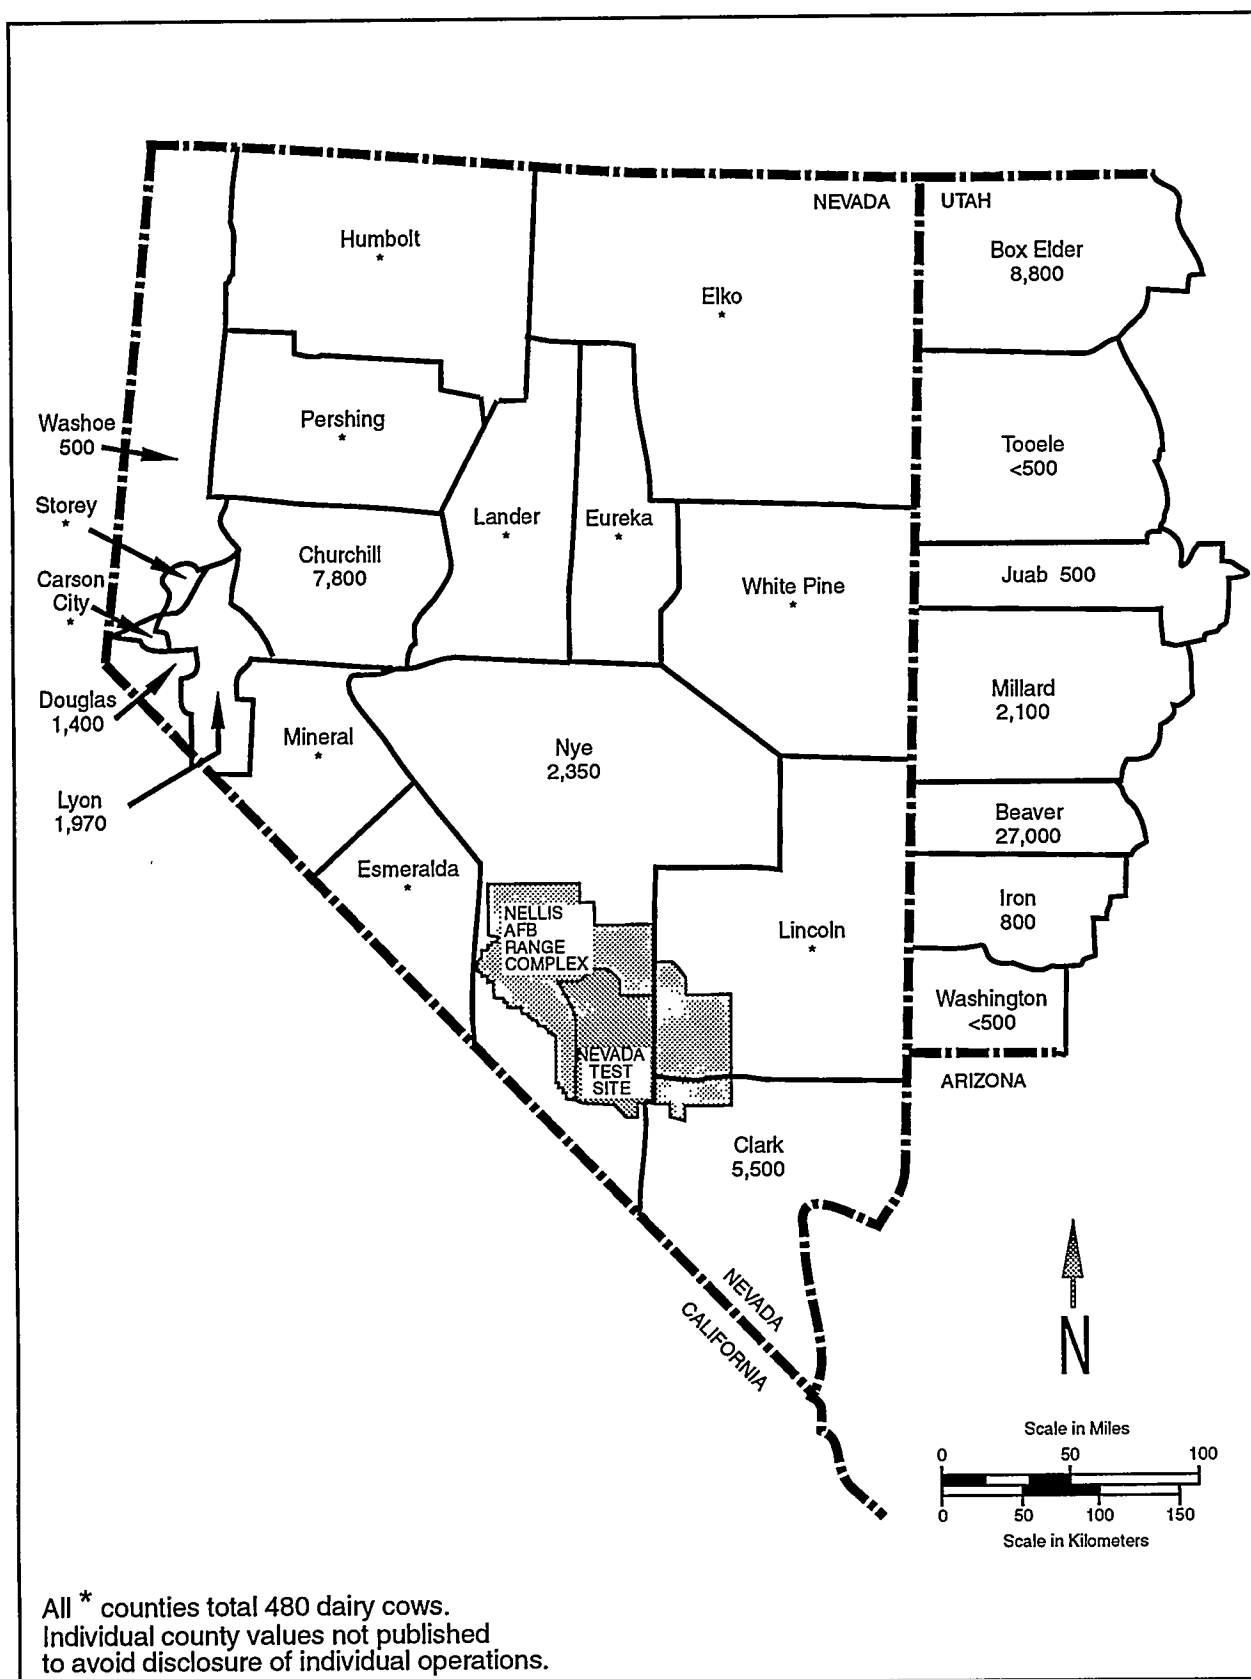 NEVADA
UTAH
Humbolt
*
Box Elder
8,800
Elko
*
Washoe
500
Pershing
*
Tooele
<500
Storey
*
Lander
*
Eureka
*
Churchill
7,800
Carson
City
*
White Pine
*
Juab 500
Douglas
1,400
Mineral
*
Nye
2,350
Millard
2,100
Lyon
1,970
Beaver
27,000
Esmeralda
*
Iron
800
NELLIS
AFB
RANGE
COMPLEX
Lincoln
*
Washington
<500
NEVADA
TEST
SITE
ARIZONA
Clark
5,500
NEVADA
CALIFORNIA
N
Scale in Miles
0 50 100
0 50 100 150
Scale in Kilometers
All * counties total 480 dairy cows.
Individual county values not published
to avoid disclosure of individual operations.